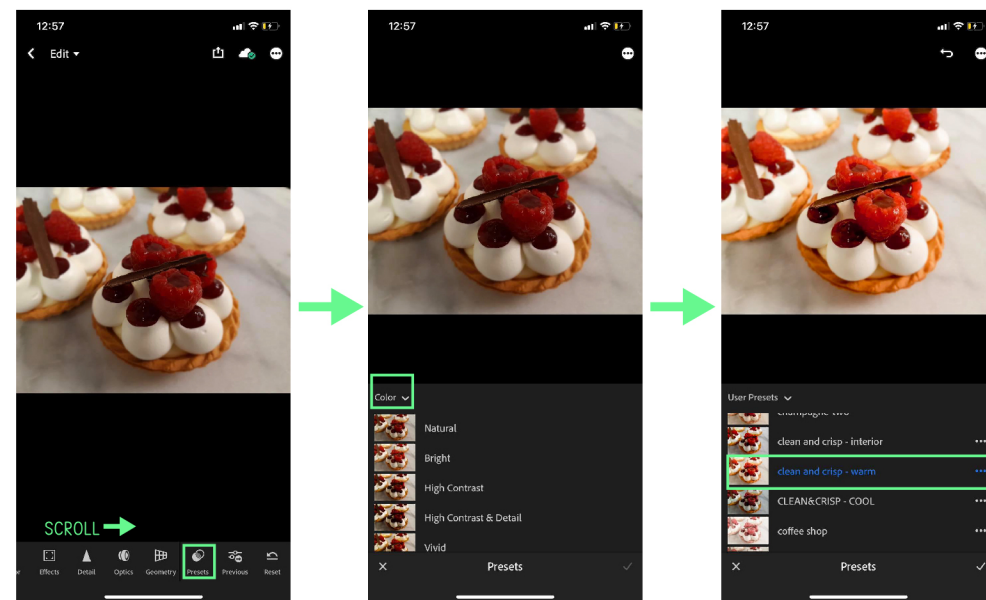 12:57
Edit
SCROLL
Effects
Detail
Optics
Geometry
Presets
Previous
Reset
12:57
Color
Natural
Bright
High Contrast
High Contrast & Detail
Vivid
Presets
12:57
User Presets
champagne two
clean and crisp - interior
clean and crisp - warm
CLEAN&CRISP - COOL
coffee shop
Presets